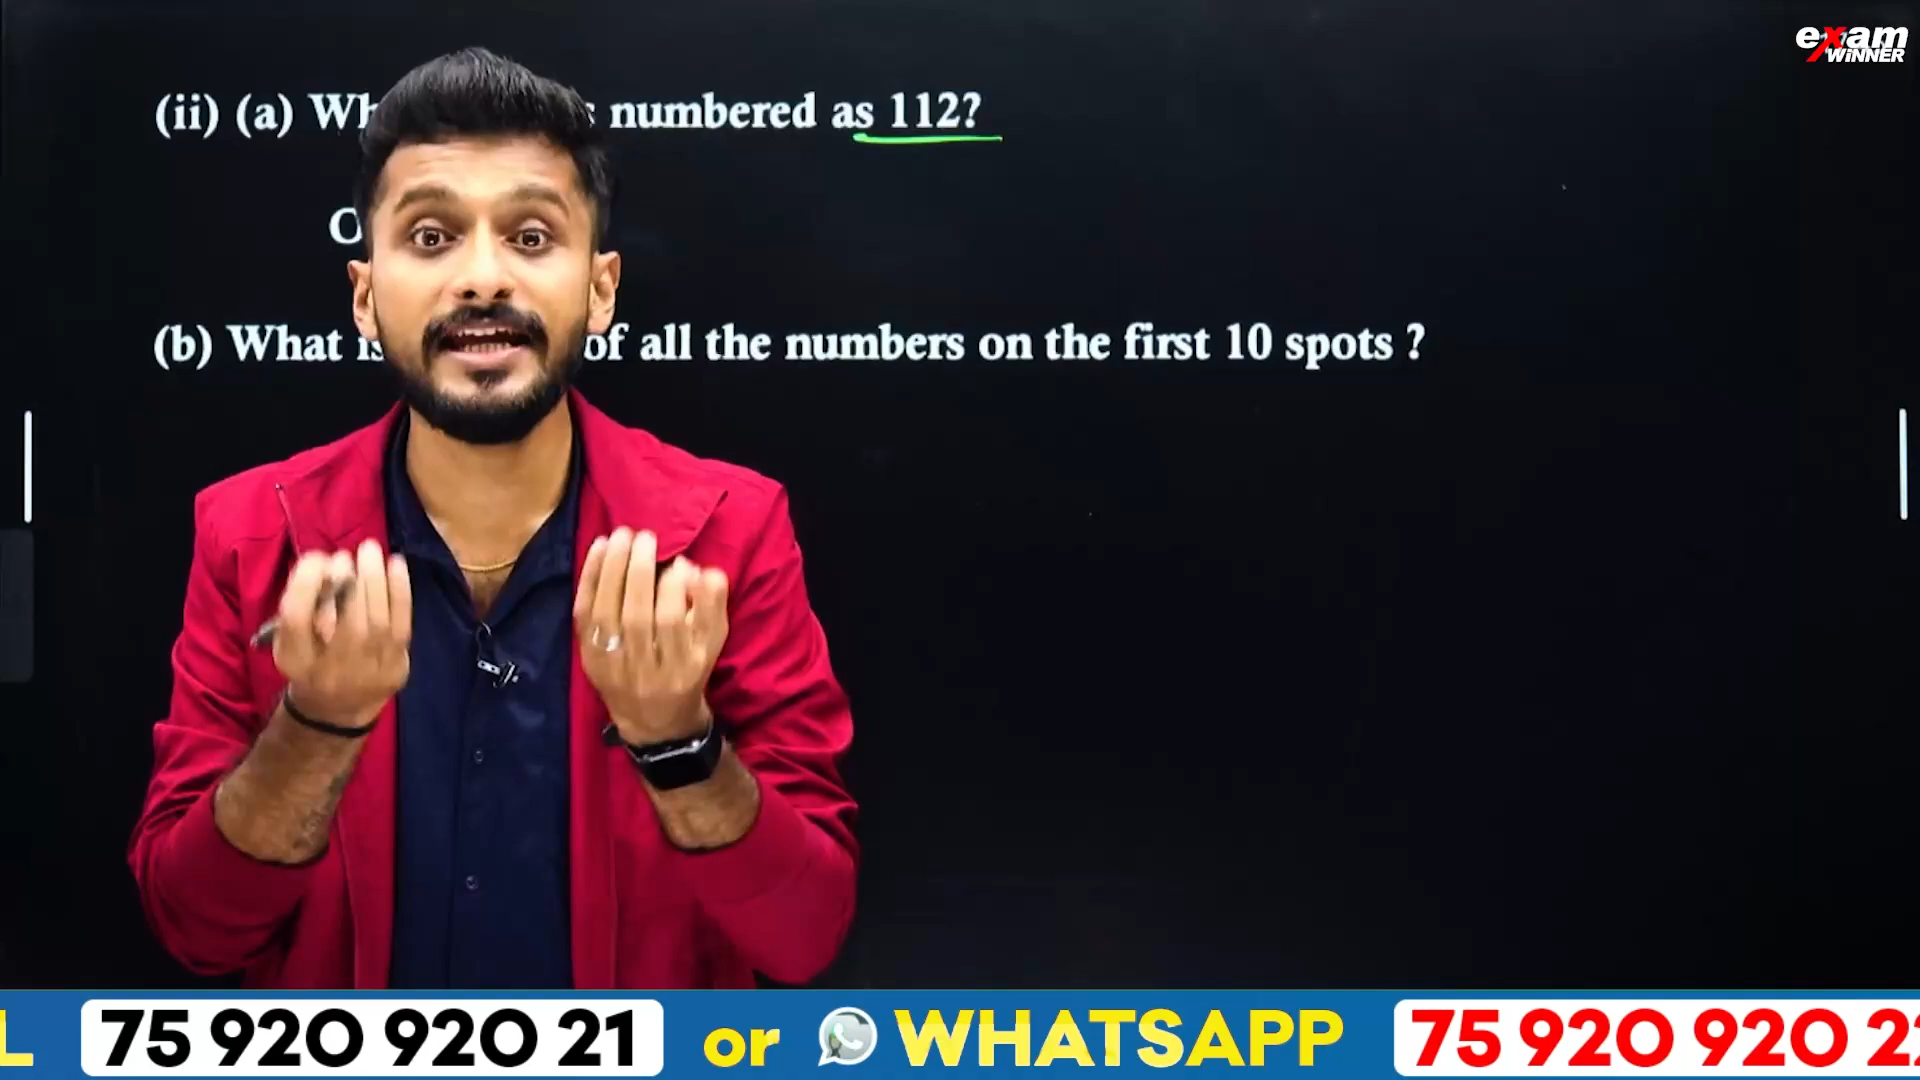 exam
WINNER
(ii) (a) Wh s numbered as 112?
O
(b) What is of all the numbers on the first 10 spots ?
L 75 920 920 21 or WHATSAPP 75 920 920 22